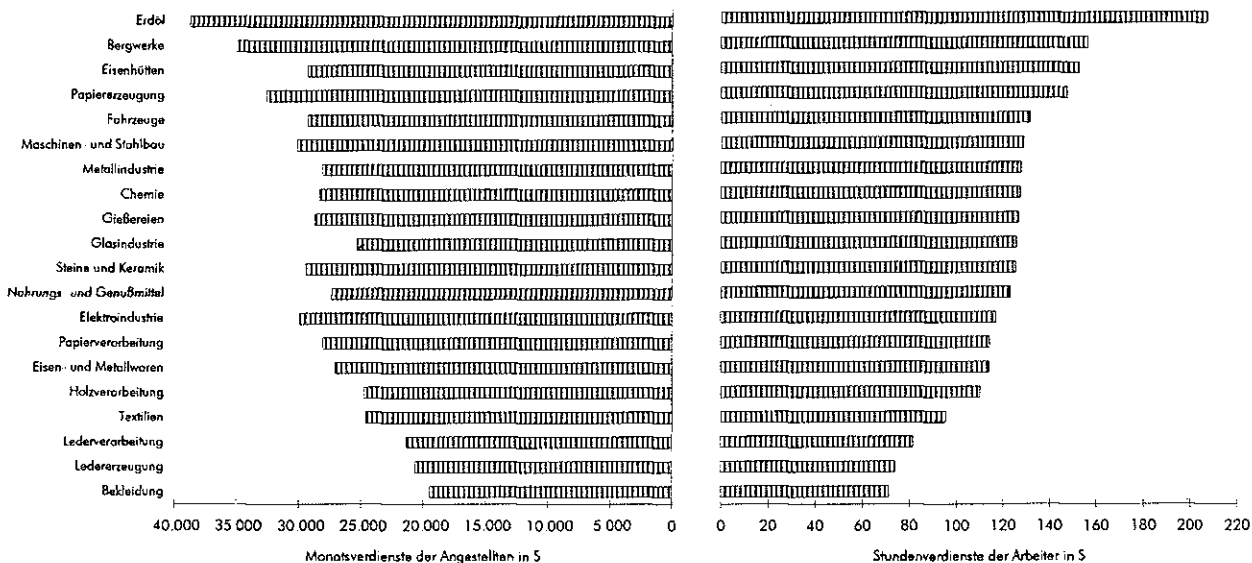 Erdöl
Bergwerke
Eisenhütten
Papiererzeugung
Fahrzeuge
Maschinen- und Stahlbau
Metallindustrie
Chemie
Gießereien
Glasindustrie
Steine und Keramik
Nahrungs- und Genußmittel
Elektroindustrie
Papierverarbeitung
Eisen- und Metallwaren
Holzverarbeitung
Textilien
Lederverarbeitung
Ledererzeugung
Bekleidung
40.000 35.000 30.000 25.000 20.000 15.000 10.000 5.000 0 0 20 40 60 80 100 120 140 160 180 200 220
Monatsverdienste der Angestellten in S Stundenverdienste der Arbeiter in S